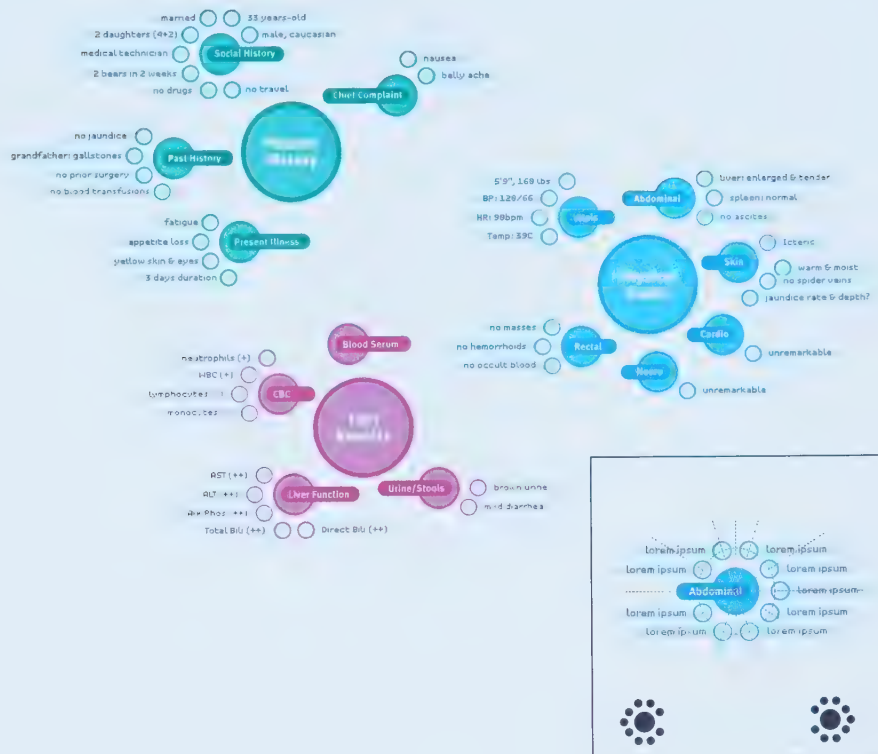 married
33 years-old
2 daughters (4+2)
male, caucasian
medical technician
Social History
2 bears in 2 weeks
no drugs
no travel
nausea
belly ache
Chief Complaint
History
no jaundice
grandfather: gallstones
Past History
no prior surgery
no blood transfusions
fatigue
appetite loss
Present Illness
yellow skin & eyes
3 days duration
5'9", 160 lbs
BP: 120/66
HR: 90bpm
Temp: 39C
Vitals
liver: enlarged & tender
Abdominal
spleen: normal
no ascites
Icteric
Skin
warm & moist
no spider veins
jaundice rate & depth?
Cardio
unremarkable
Neuro
unremarkable
no masses
no hemorrhoids
Rectal
no occult blood
Blood Serum
neutrophils (+)
WBC (+)
CBC
lymphocytes
monocytes
AST (++)
ALT (++)
Liver Function
Alk Phos (++)
Total Bili (++)
Direct Bili (++)
Urine/Stools
brown urine
mild diarrhea
lorem ipsum
lorem ipsum
lorem ipsum
lorem ipsum
Abdominal
lorem ipsum
lorem ipsum
lorem ipsum
lorem ipsum
lorem ipsum